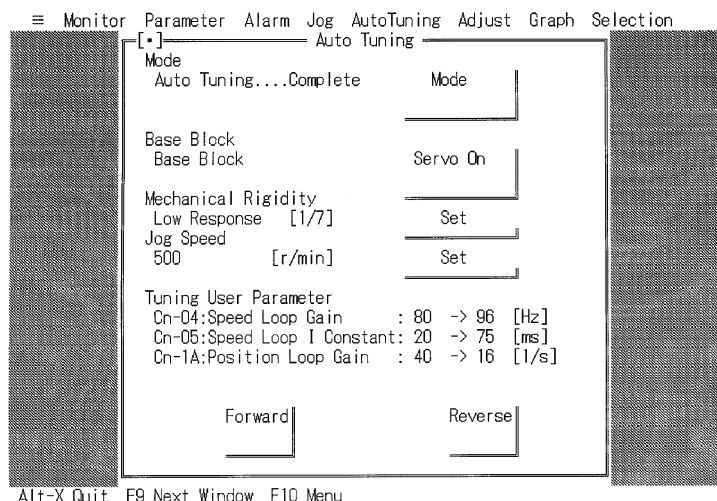 ≡ Monitor Parameter Alarm Jog AutoTuning Adjust Graph Selection
[▪] Auto Tuning
Mode
Auto Tuning....Complete Mode
Base Block
Base Block Servo On
Mechanical Rigidity
Low Response [1/7] Set
Jog Speed
500 [r/min] Set
Tuning User Parameter
Cn-04:Speed Loop Gain : 80 -> 96 [Hz]
Cn-05:Speed Loop I Constant: 20 -> 75 [ms]
Cn-1A:Position Loop Gain : 40 -> 16 [1/s]
Forward Reverse
Alt-X Quit F9 Next Window F10 Menu